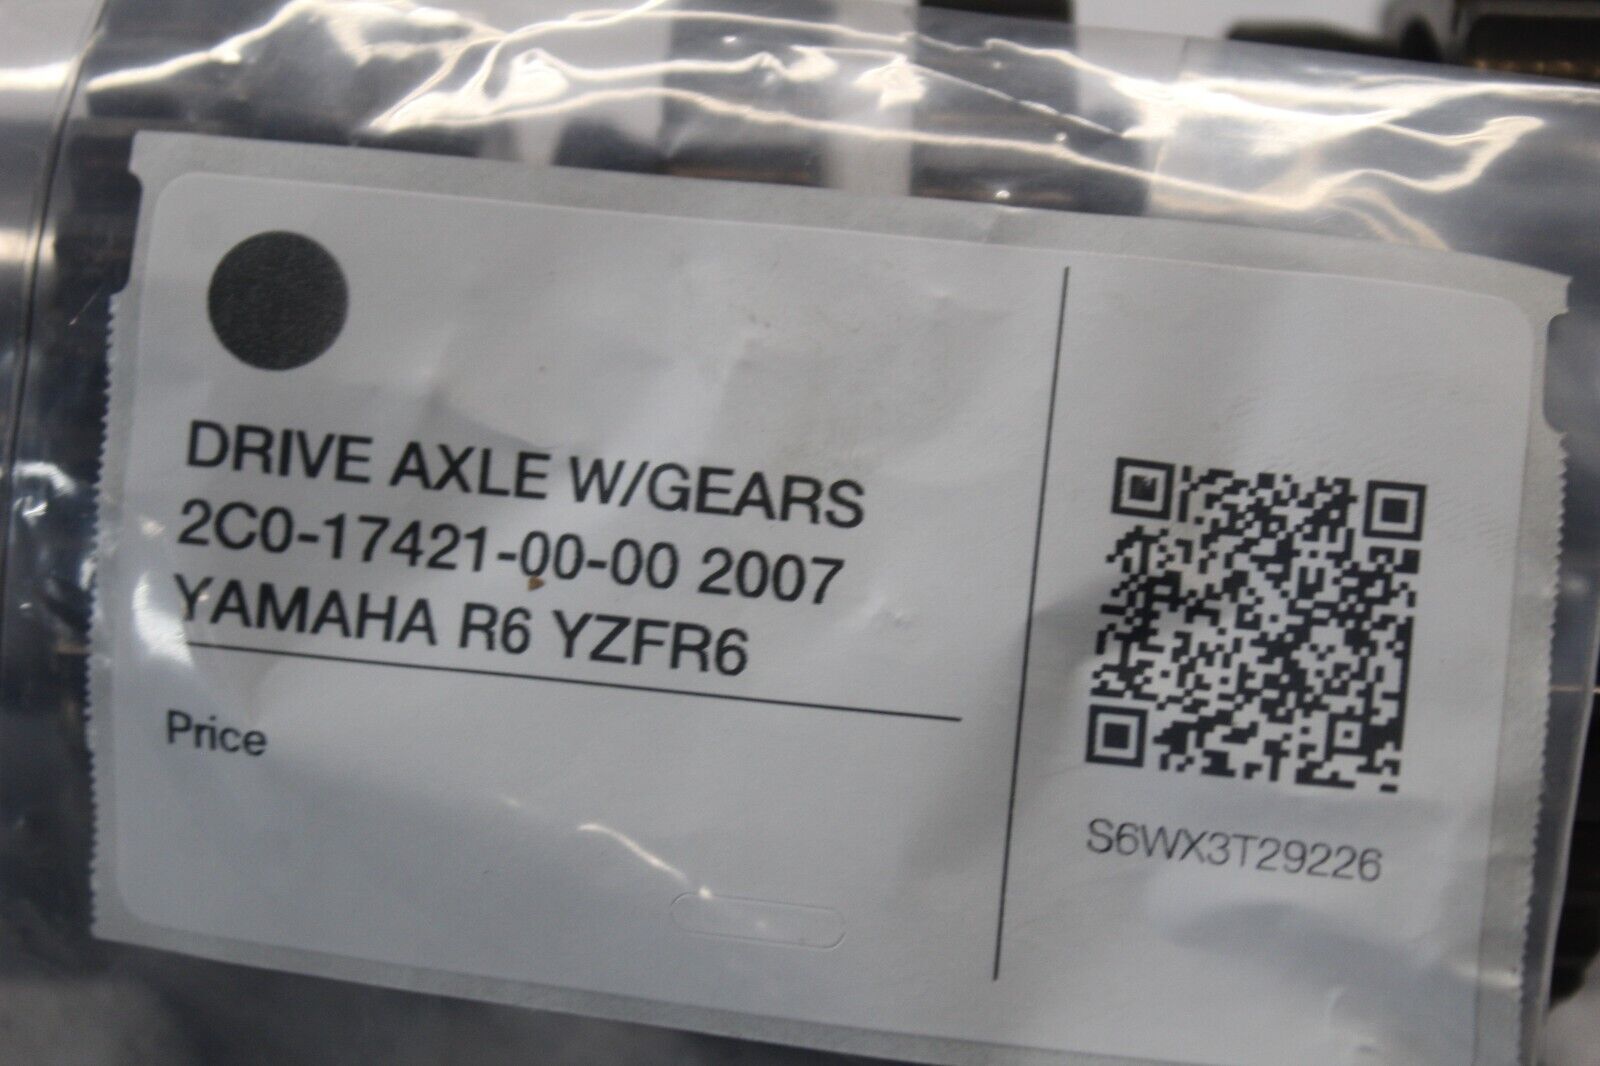 DRIVE AXLE W/GEARS
2C0-17421-00-00 2007
YAMAHA R6 YZFR6
Price
S6WX3T29226